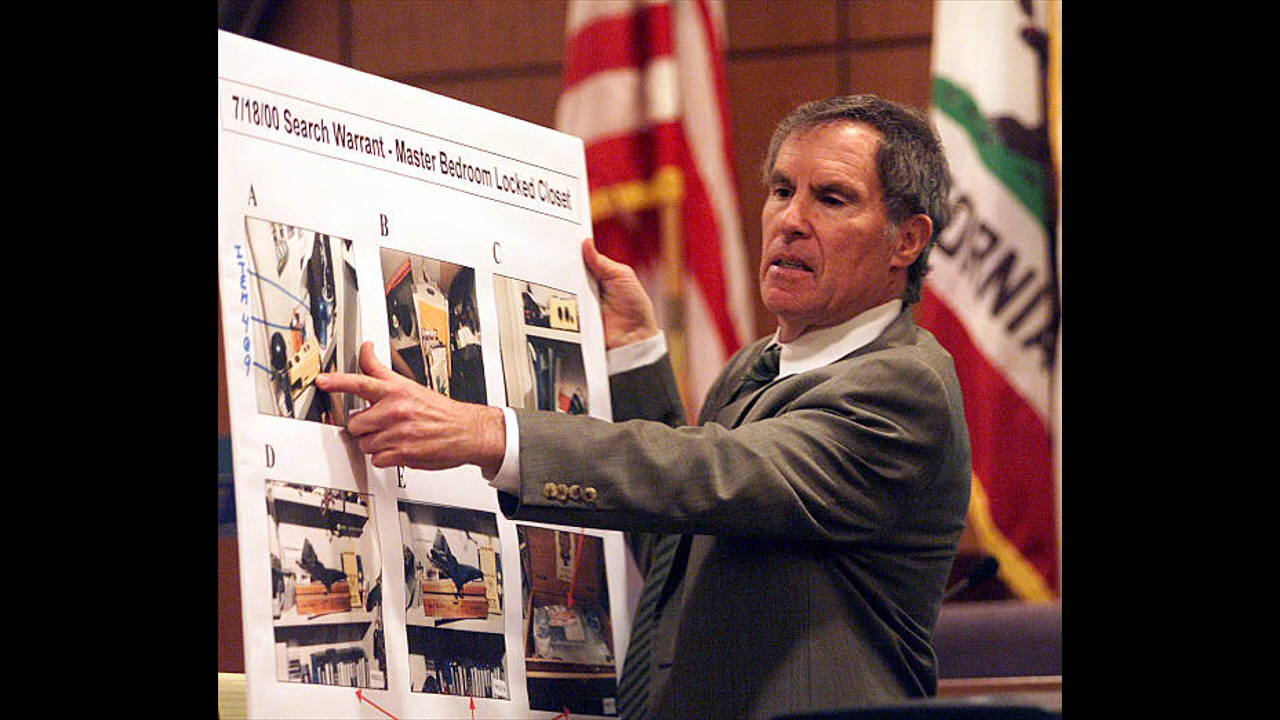 7/18/00 Search Warrant - Master Bedroom Locked Closet
A
B
C
ITEM 409
D
E
ORNIA